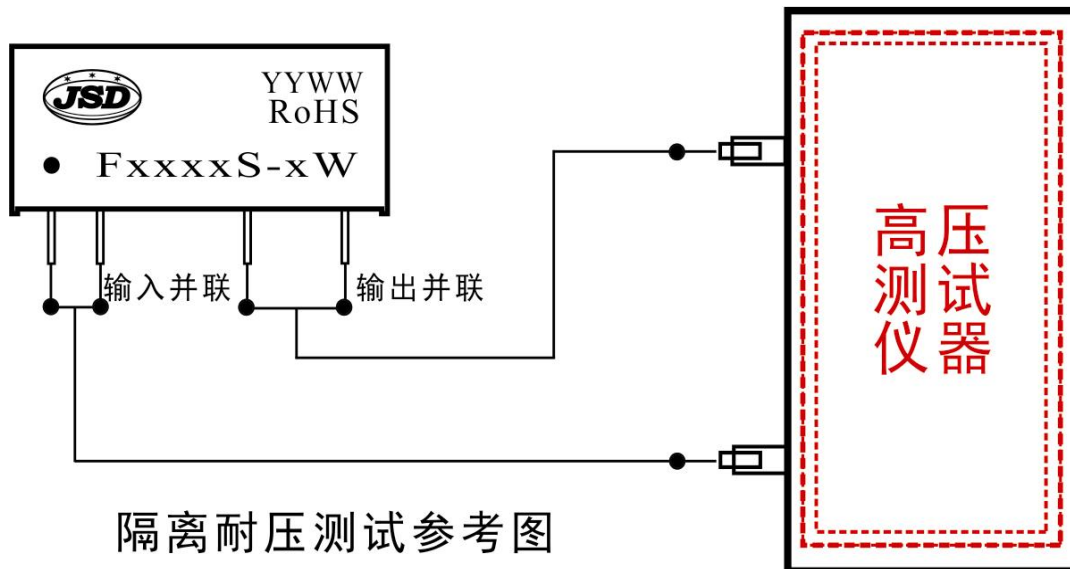 JSD
YYWW
RoHS
FxxxxS-xW
输入并联
输出并联
高压
测试
仪器
隔离耐压测试参考图